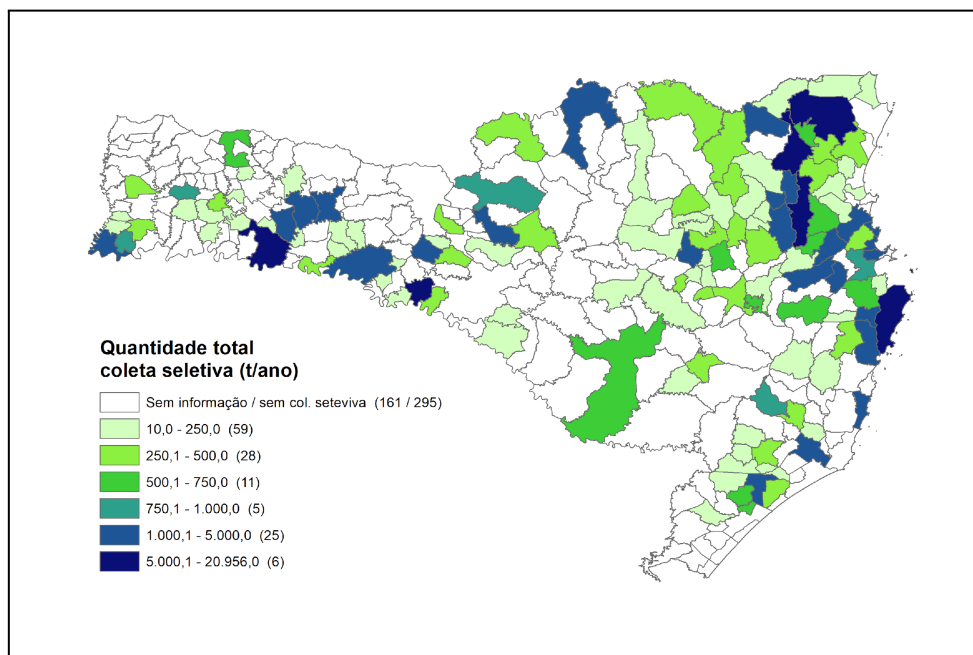 Quantidade total
coleta seletiva (t/ano)
Sem informação / sem col. seteviva (161 / 295)
10,0 - 250,0 (59)
250,1 - 500,0 (28)
500,1 - 750,0 (11)
750,1 - 1.000,0 (5)
1.000,1 - 5.000,0 (25)
5.000,1 - 20.956,0 (6)